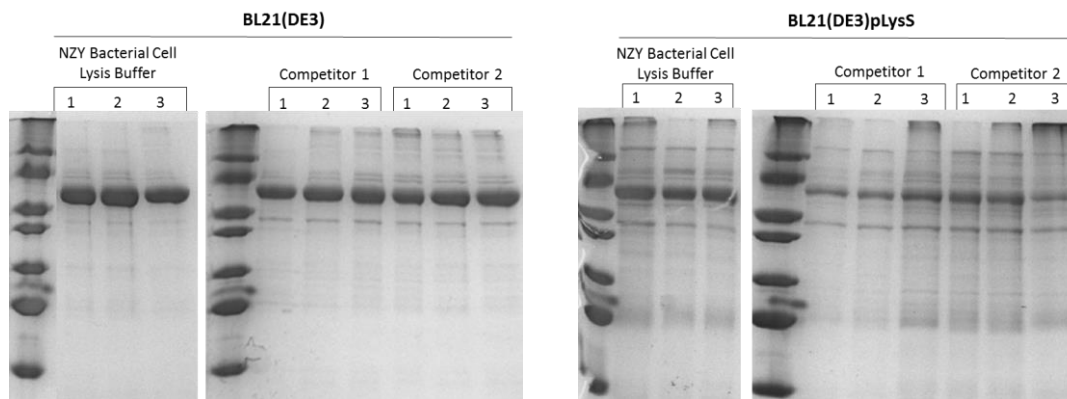 BL21(DE3)
NZY Bacterial Cell
Lysis Buffer
Competitor 1
Competitor 2
1 2 3
1 2 3
1 2 3
BL21(DE3)pLysS
NZY Bacterial Cell
Lysis Buffer
Competitor 1
Competitor 2
1 2 3
1 2 3
1 2 3